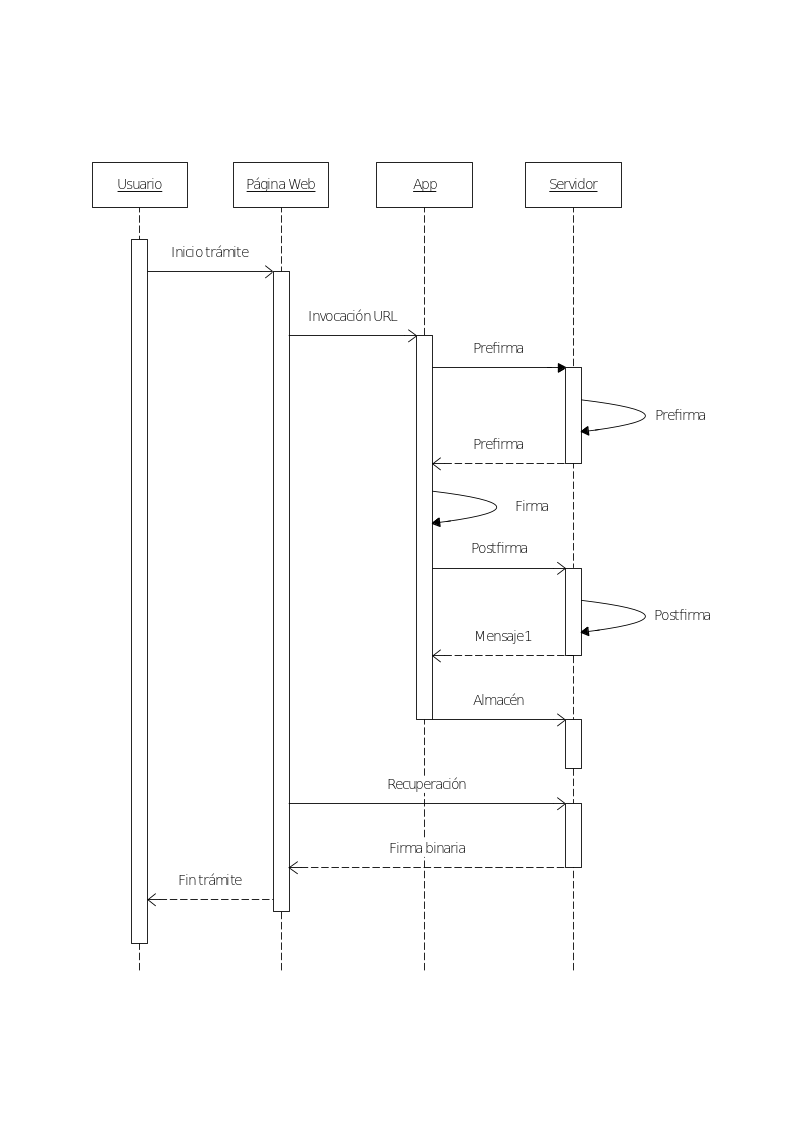 Usuario
Página Web
App
Servidor
Inicio trámite
Invocación URL
Prefirma
Prefirma
Prefirma
Firma
Postfirma
Postfirma
Mensaje1
Almacén
Recuperación
Firma binaria
Fin trámite